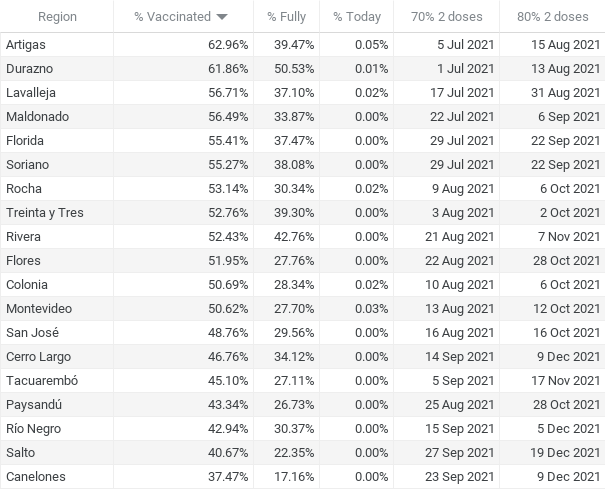 Region % Vaccinated % Fully % Today 70% 2 doses 80% 2 doses
Artigas 62.96% 39.47% 0.05% 5 Jul 2021 15 Aug 2021
Durazno 61.86% 50.53% 0.01% 1 Jul 2021 13 Aug 2021
Lavalleja 56.71% 37.10% 0.02% 17 Jul 2021 31 Aug 2021
Maldonado 56.49% 33.87% 0.00% 22 Jul 2021 6 Sep 2021
Florida 55.41% 37.47% 0.00% 29 Jul 2021 22 Sep 2021
Soriano 55.27% 38.08% 0.00% 29 Jul 2021 22 Sep 2021
Rocha 53.14% 30.34% 0.02% 9 Aug 2021 6 Oct 2021
Treinta y Tres 52.76% 39.30% 0.00% 3 Aug 2021 2 Oct 2021
Rivera 52.43% 42.76% 0.00% 21 Aug 2021 7 Nov 2021
Flores 51.95% 27.76% 0.00% 22 Aug 2021 28 Oct 2021
Colonia 50.69% 28.34% 0.02% 10 Aug 2021 6 Oct 2021
Montevideo 50.62% 27.70% 0.03% 13 Aug 2021 12 Oct 2021
San José 48.76% 29.56% 0.00% 16 Aug 2021 16 Oct 2021
Cerro Largo 46.76% 34.12% 0.00% 14 Sep 2021 9 Dec 2021
Tacuarembó 45.10% 27.11% 0.00% 5 Sep 2021 17 Nov 2021
Paysandú 43.34% 26.73% 0.00% 25 Aug 2021 28 Oct 2021
Río Negro 42.94% 30.37% 0.00% 15 Sep 2021 5 Dec 2021
Salto 40.67% 22.35% 0.00% 27 Sep 2021 19 Dec 2021
Canelones 37.47% 17.16% 0.00% 23 Sep 2021 9 Dec 2021